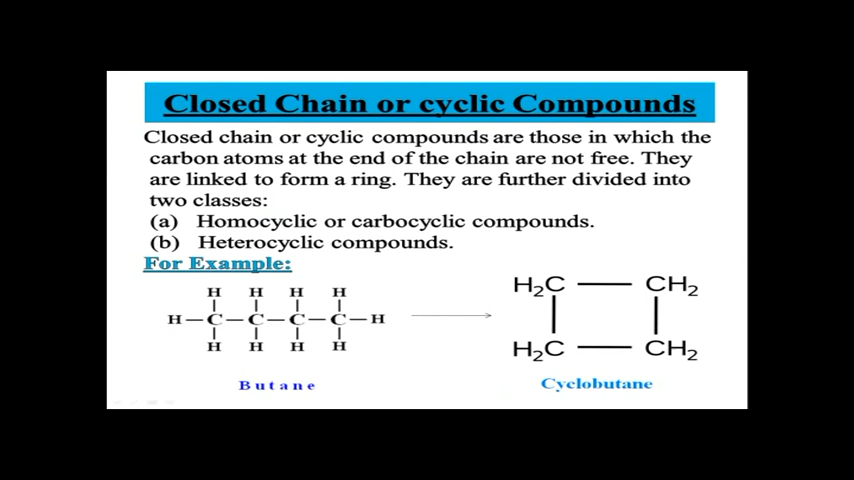 Closed Chain or cyclic Compounds
Closed chain or cyclic compounds are those in which the
carbon atoms at the end of the chain are not free. They
are linked to form a ring. They are further divided into
two classes:
(a) Homocyclic or carbocyclic compounds.
(b) Heterocyclic compounds.
For Example:
H H H H
H—C—C—C—C—H
H H H H
Butane
H₂C — CH₂
H₂C — CH₂
Cyclobutane